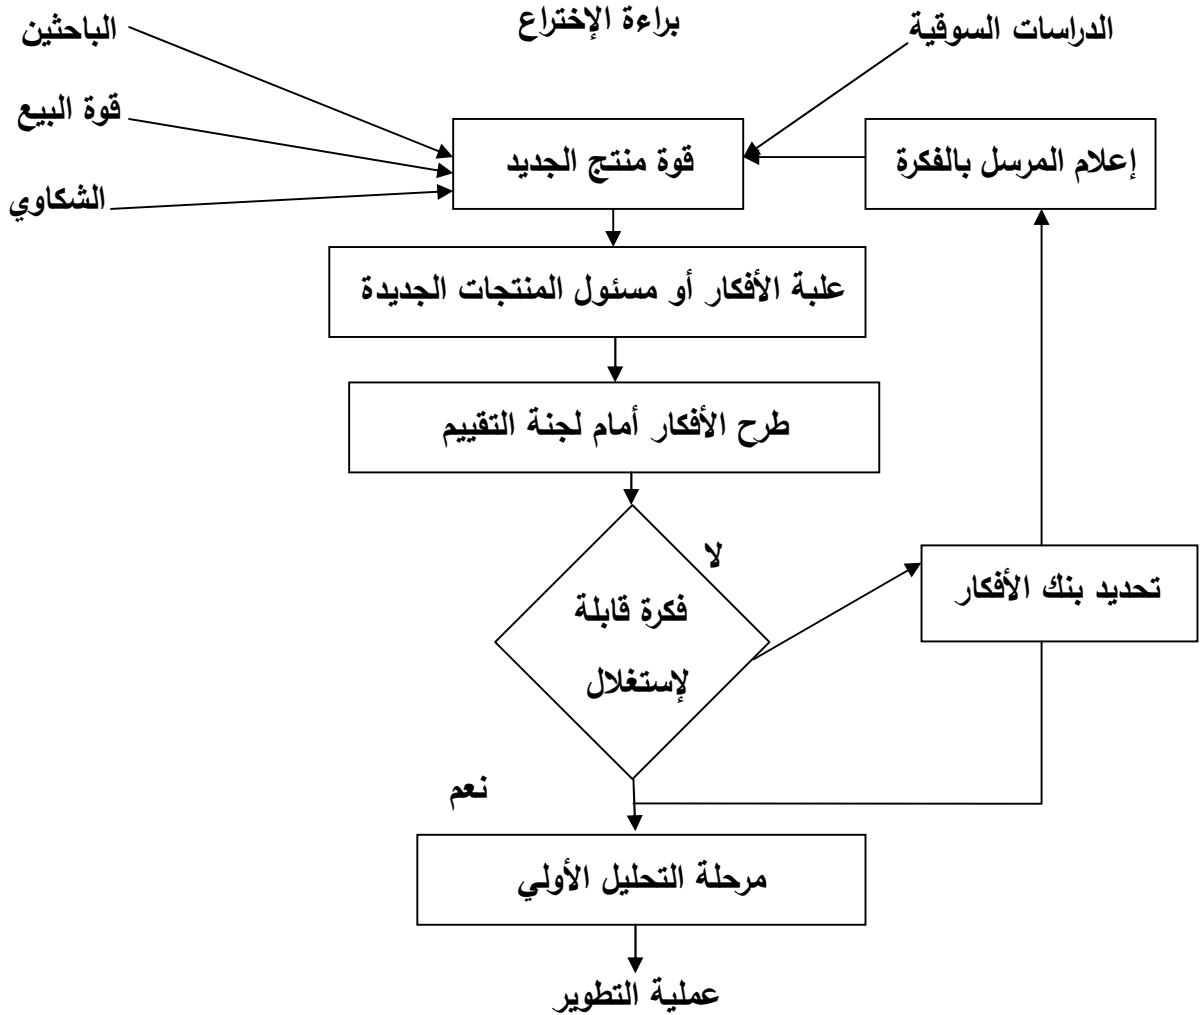 براءة الإختراع
الدراسات السوقية
الباحثين
قوة البيع
الشكاوي
قوة منتج الجديد
إعلام المرسل بالفكرة
علبة الأفكار أو مسئول المنتجات الجديدة
طرح الأفكار أمام لجنة التقييم
لا
فكرة قابلة
لإستغلال
تحديد بنك الأفكار
نعم
مرحلة التحليل الأولي
عملية التطوير